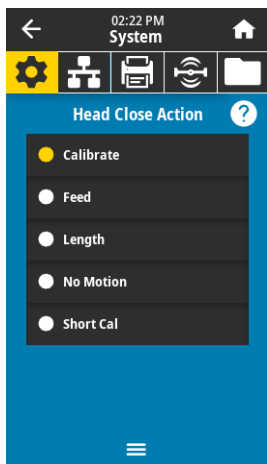 02:22 PM
System
Head Close Action
?
Calibrate
Feed
Length
No Motion
Short Cal